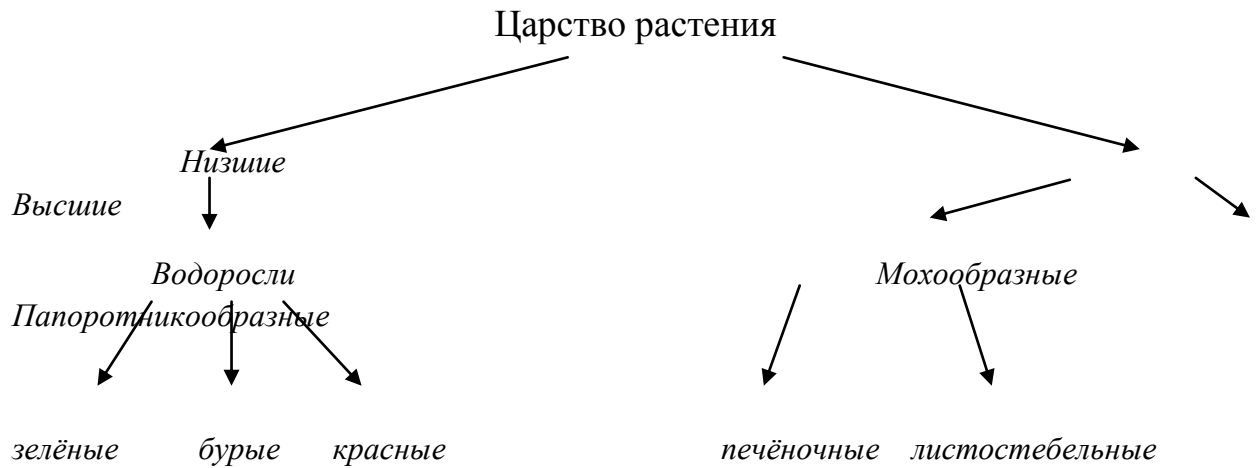 Царство растения
Низшие
Высшие
Водоросли Мохообразные
Папоротникообразные
зелёные бурые красные печёночные листостебельные